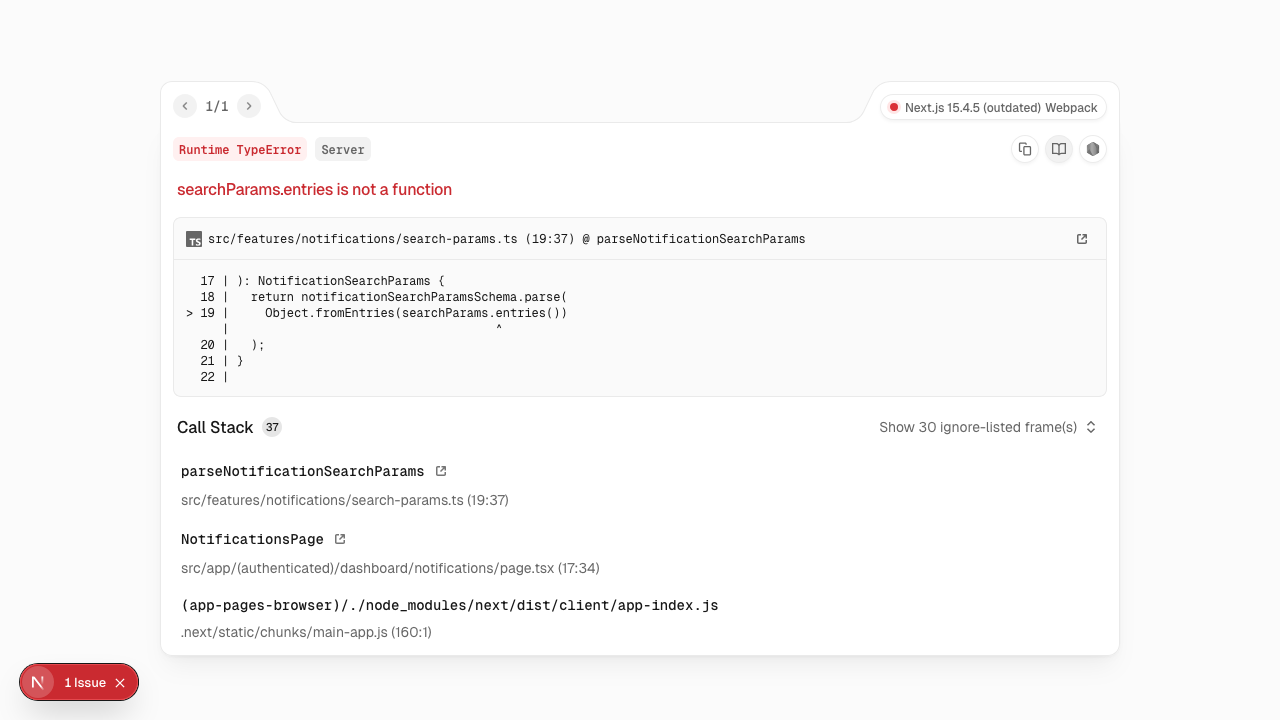 1/1
Next.js 15.4.5 (outdated) Webpack
Runtime TypeError
Server
searchParams.entries is not a function
TS src/features/notifications/search-params.ts (19:37) @ parseNotificationSearchParams
  17 | ): NotificationSearchParams {
  18 |   return notificationSearchParamsSchema.parse(
> 19 |     Object.fromEntries(searchParams.entries())
     |                                     ^
  20 |   );
  21 | }
  22 |
Call Stack 37
Show 30 ignore-listed frame(s)
parseNotificationSearchParams
src/features/notifications/search-params.ts (19:37)
NotificationsPage
src/app/(authenticated)/dashboard/notifications/page.tsx (17:34)
(app-pages-browser)/./node_modules/next/dist/client/app-index.js
.next/static/chunks/main-app.js (160:1)
N 1 Issue